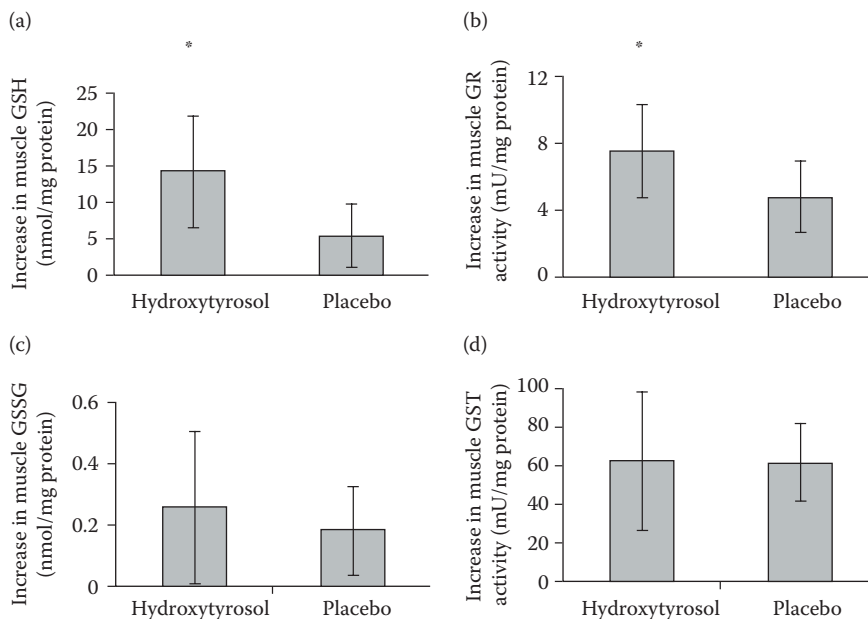 (a)
*
Increase in muscle GSH
(nmol/mg protein)
25
20
15
10
5
0
Hydroxytyrosol Placebo
(b)
*
Increase in muscle GR
activity (mU/mg protein)
12
8
4
0
Hydroxytyrosol Placebo
(c)
Increase in muscle GSSG
(nmol/mg protein)
0.6
0.4
0.2
0
Hydroxytyrosol Placebo
(d)
Increase in muscle GST
activity (mU/mg protein)
100
80
60
40
20
0
Hydroxytyrosol Placebo